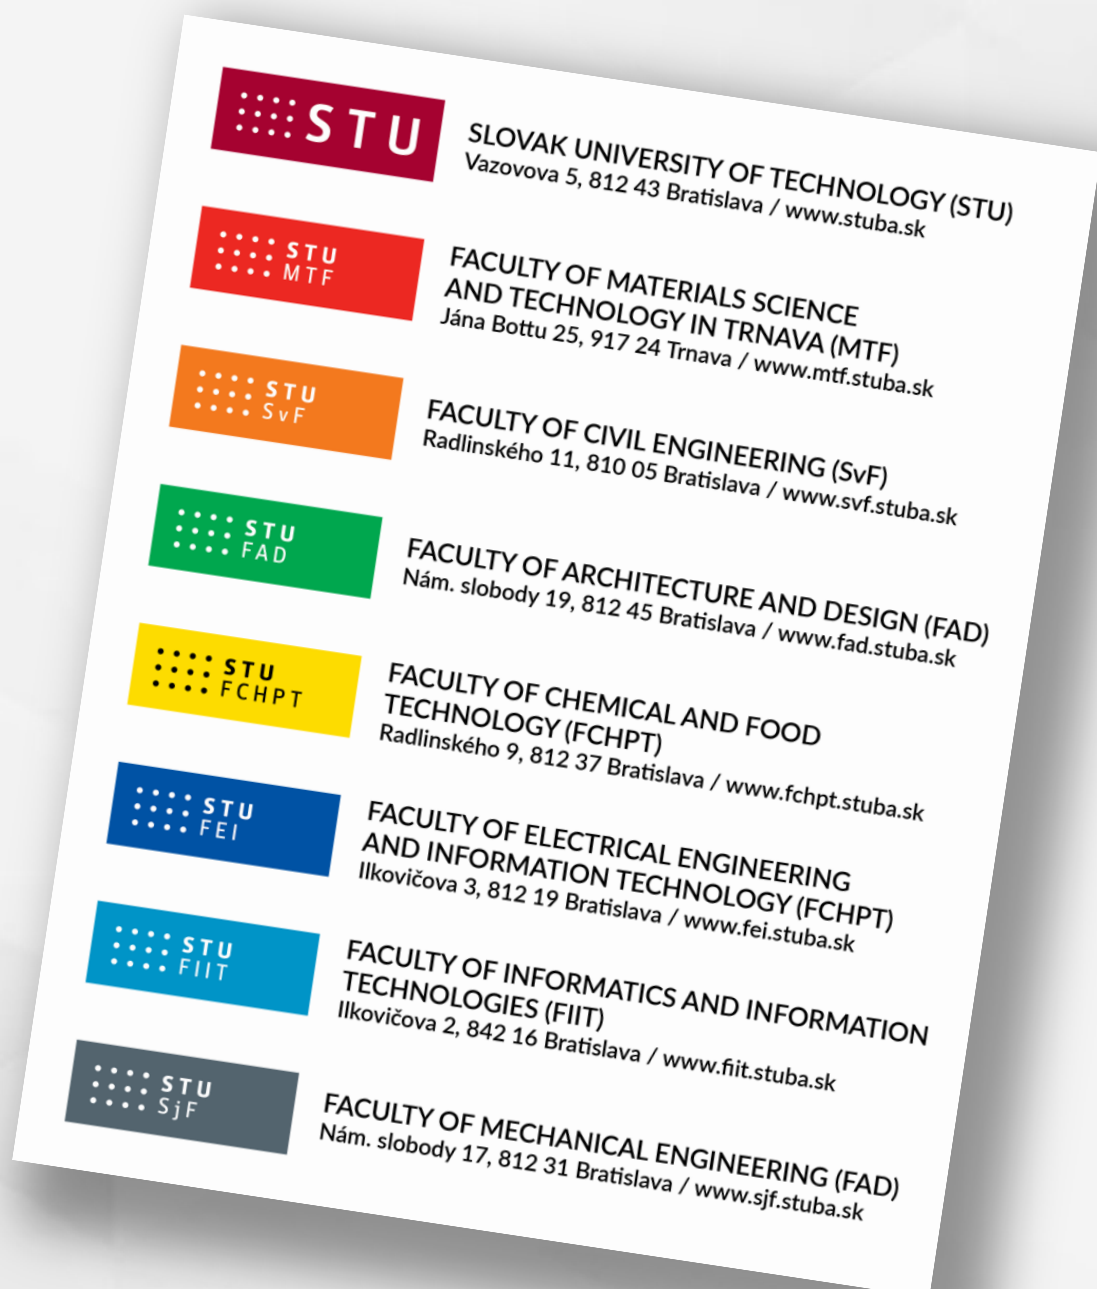 STU
SLOVAK UNIVERSITY OF TECHNOLOGY (STU)
Vazovova 5, 812 43 Bratislava / www.stuba.sk
STU
MTF
FACULTY OF MATERIALS SCIENCE
AND TECHNOLOGY IN TRNAVA (MTF)
Jána Bottu 25, 917 24 Trnava / www.mtf.stuba.sk
STU
SvF
FACULTY OF CIVIL ENGINEERING (SvF)
Radlinského 11, 810 05 Bratislava / www.svf.stuba.sk
STU
FAD
FACULTY OF ARCHITECTURE AND DESIGN (FAD)
Nám. slobody 19, 812 45 Bratislava / www.fad.stuba.sk
STU
FCHPT
FACULTY OF CHEMICAL AND FOOD
TECHNOLOGY (FCHPT)
Radlinského 9, 812 37 Bratislava / www.fchpt.stuba.sk
STU
FEI
FACULTY OF ELECTRICAL ENGINEERING
AND INFORMATION TECHNOLOGY (FCHPT)
Ilkovičova 3, 812 19 Bratislava / www.fei.stuba.sk
STU
FIIT
FACULTY OF INFORMATICS AND INFORMATION
TECHNOLOGIES (FIIT)
Ilkovičova 2, 842 16 Bratislava / www.fiit.stuba.sk
STU
SjF
FACULTY OF MECHANICAL ENGINEERING (FAD)
Nám. slobody 17, 812 31 Bratislava / www.sjf.stuba.sk